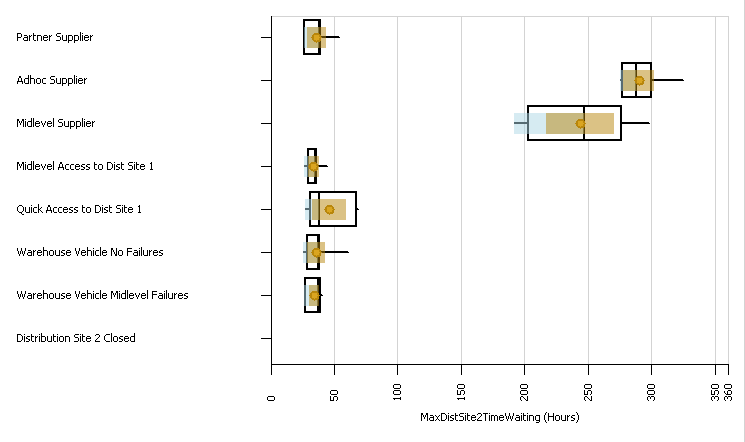 Partner Supplier
Adhoc Supplier
Midlevel Supplier
Midlevel Access to Dist Site 1
Quick Access to Dist Site 1
Warehouse Vehicle No Failures
Warehouse Vehicle Midlevel Failures
Distribution Site 2 Closed
0 50 100 150 200 250 300 350 360
MaxDistSite2TimeWaiting (Hours)